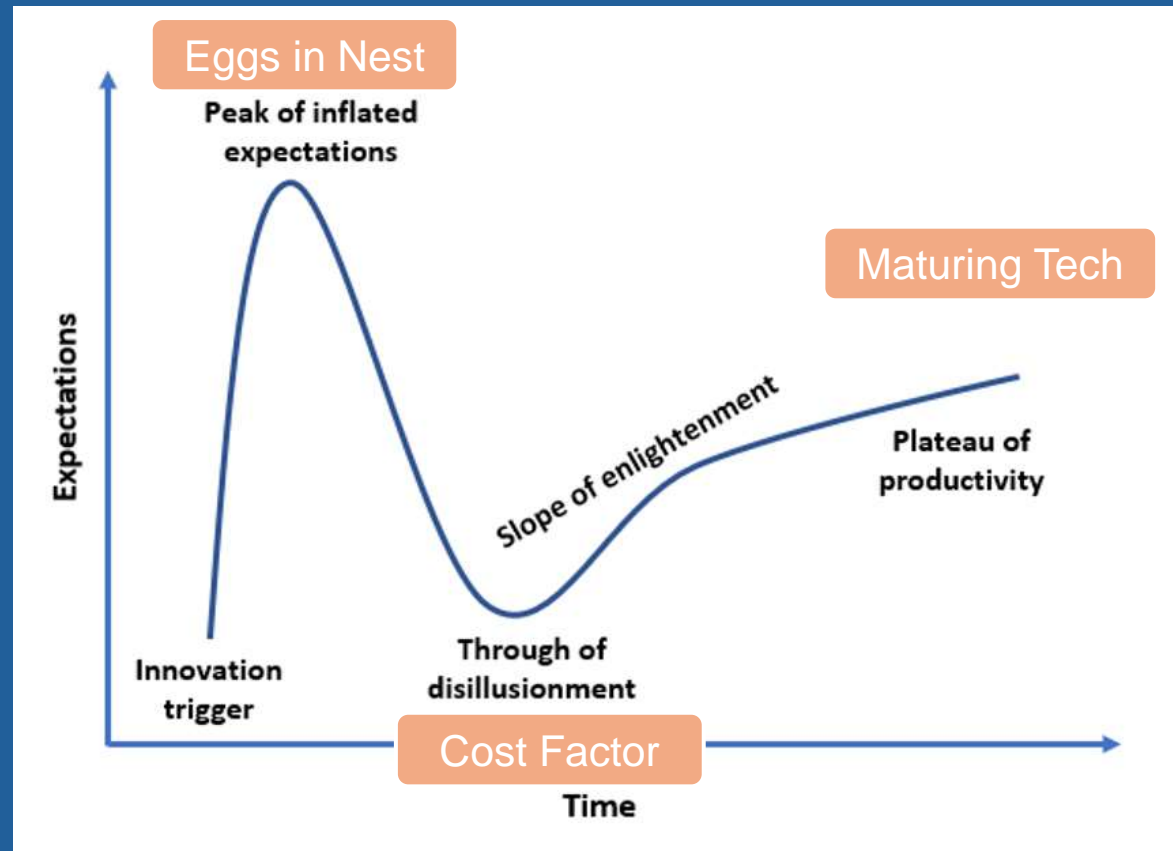 Eggs in Nest
Peak of inflated
expectations
Maturing Tech
Expectations
Slope of enlightenment
Plateau of
productivity
Innovation
trigger
Through of
disillusionment
Cost Factor
Time